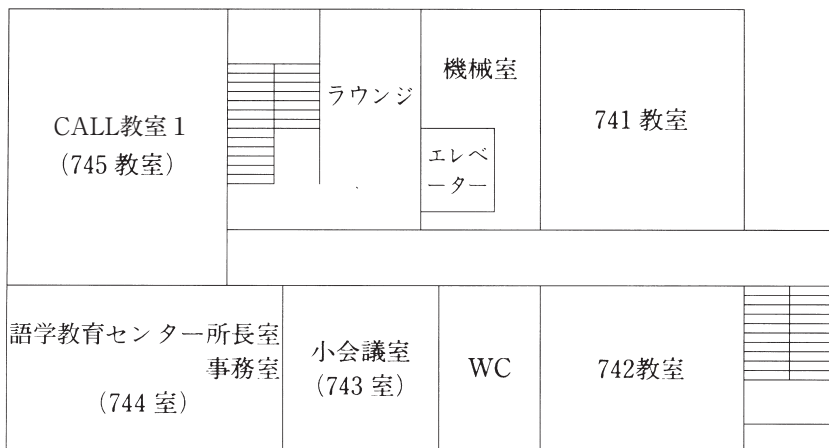 CALL教室1
（745 教室）
ラウンジ
機械室
エレベ
ーター
741 教室
語学教育センター所長室
事務室
（744 室）
小会議室
（743 室）
WC
742教室